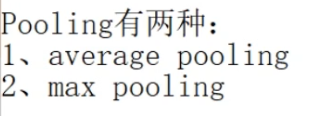 Pooling有两种：
1、average pooling
2、max pooling